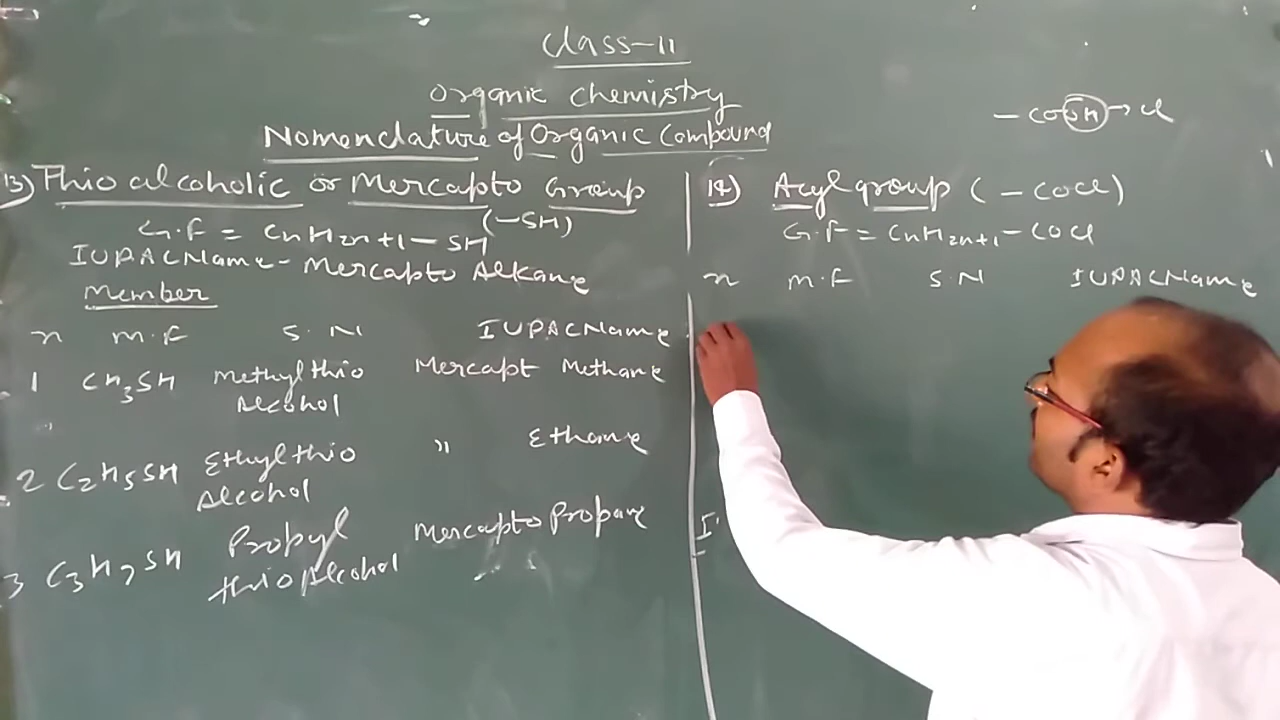 Class-11
Organic Chemistry
Nomenclature of Organic Compound
-COOH → Cl
13) Thio alcoholic or Mercapto Group
(-SH)
G.F = CnH2n+1-SH
IUPAC Name - Mercapto Alkane
Member
n M.F S.N IUPAC Name
1 CH3SH Methyl thio Alcohol Mercapt Methane
2 C2H5SH Ethyl thio Alcohol " Ethane
3 C3H7SH Propyl thio Alcohol Mercapto Propane
14) Acyl group (-COCl)
G.F = CnH2n+1-COCl
n M.F S.N IUPAC Name